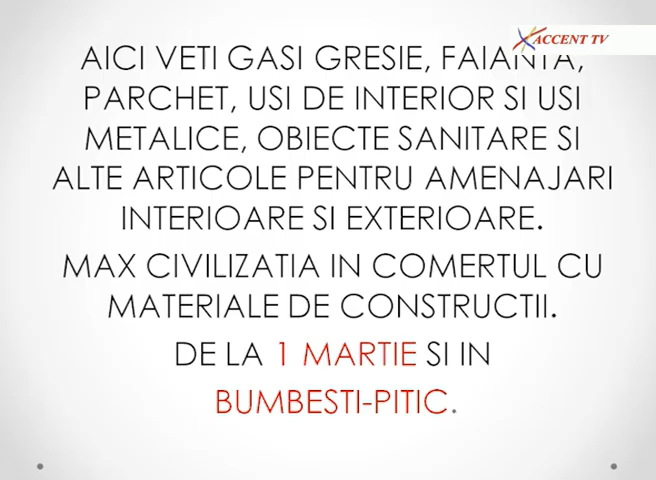 ACCENT TV
AICI VETI GASI GRESIE, FAIANTA,
PARCHET, USI DE INTERIOR SI USI
METALICE, OBIECTE SANITARE SI
ALTE ARTICOLE PENTRU AMENAJARI
INTERIOARE SI EXTERIOARE.
MAX CIVILIZATIA IN COMERTUL CU
MATERIALE DE CONSTRUCTII.
DE LA 1 MARTIE SI IN
BUMBESTI-PITIC.